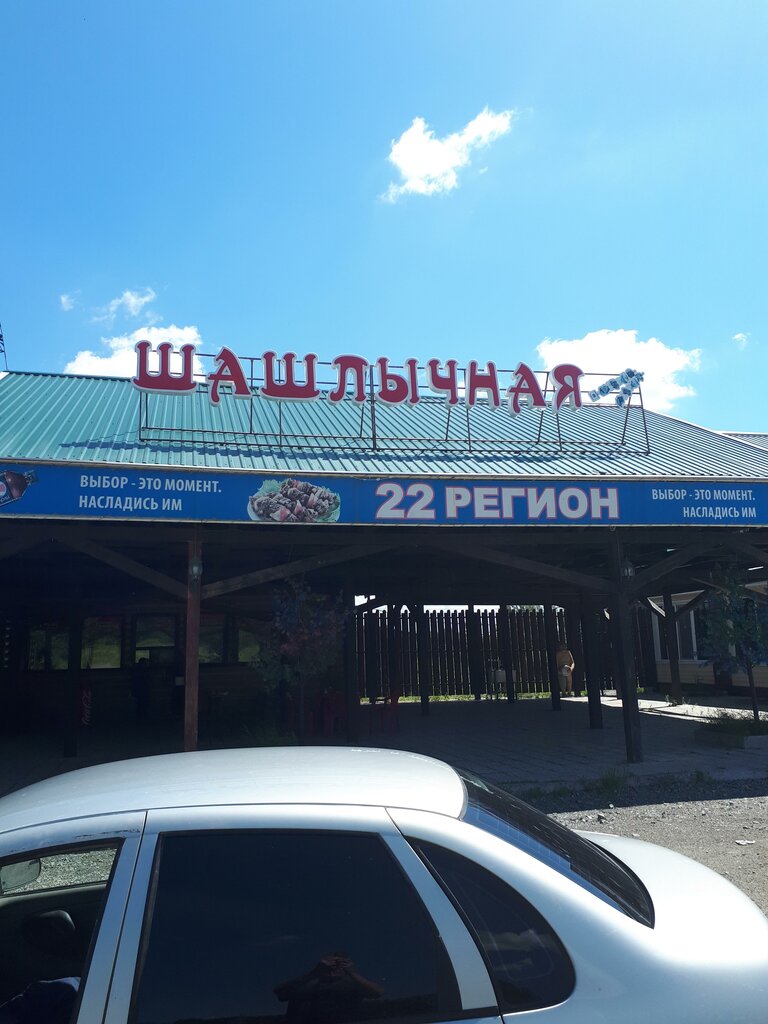 ШАШЛЫЧНАЯ
ВЫБОР - ЭТО МОМЕНТ.
НАСЛАДИСЬ ИМ
22 РЕГИОН
ВЫБОР - ЭТО МОМЕНТ.
НАСЛАДИСЬ ИМ